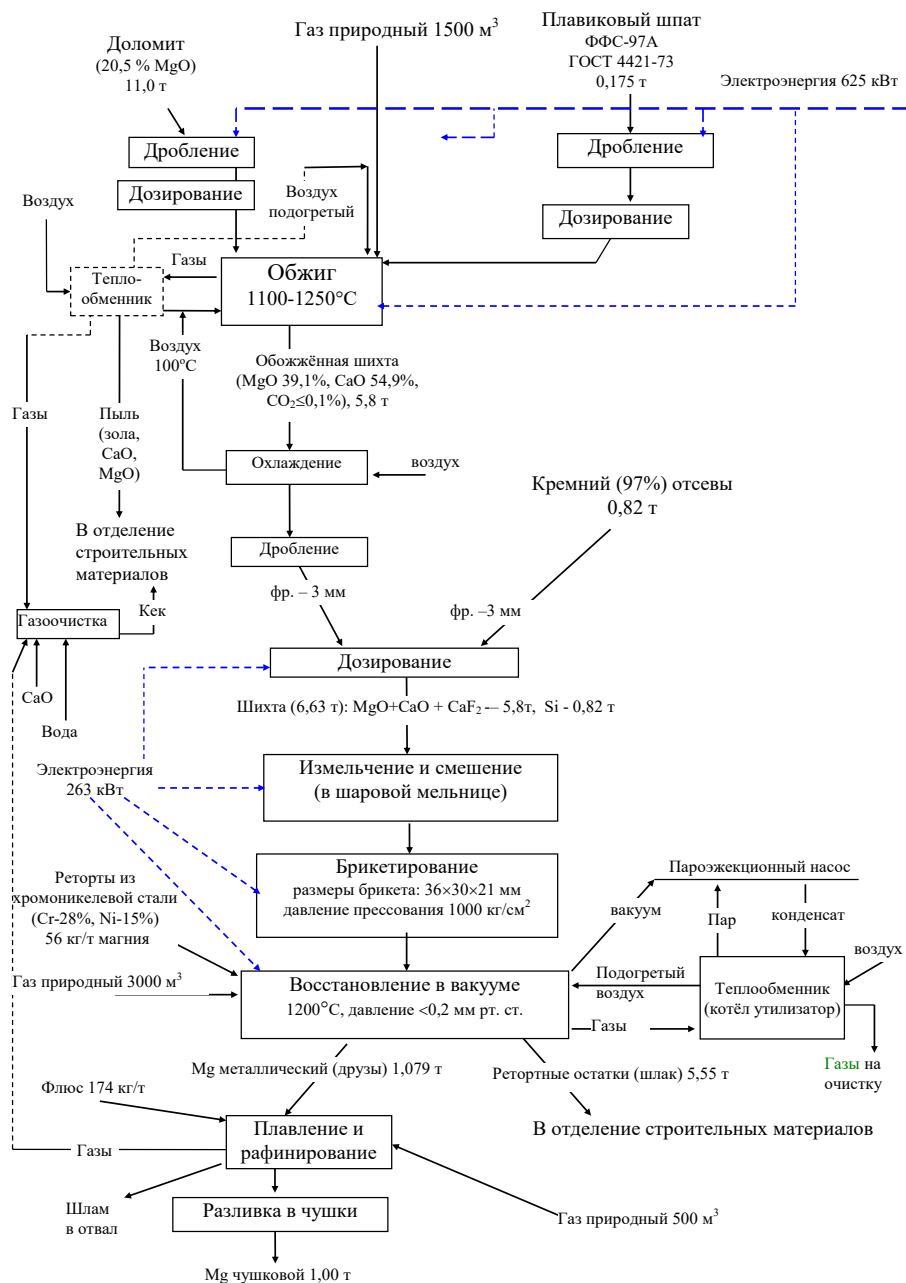 Газ природный 1500 м³
Плавиковый шпат
ФФС-97А
ГОСТ 4421-73
0,175 т
Доломит
(20,5 % MgO)
11,0 т
Электроэнергия 625 кВт
Дробление
Дробление
Дозирование
Воздух
подогретый
Воздух
Дозирование
Газы
Тепло-
обменник
Обжиг
1100-1250°С
Воздух
100°С
Обожжённая шихта
(MgO 39,1%, CaO 54,9%,
CO₂≤0,1%), 5,8 т
Газы
Пыль
(зола,
CaO,
MgO)
Охлаждение
воздух
Кремний (97%) отсевы
0,82 т
В отделение
строительных
материалов
Дробление
фр. – 3 мм
фр. –3 мм
Кек
Газоочистка
Дозирование
CaO
Шихта (6,63 т): MgO+CaO + CaF₂ -– 5,8т, Si - 0,82 т
Вода
Электроэнергия
263 кВт
Измельчение и смешение
(в шаровой мельнице)
Брикетирование
размеры брикета: 36×30×21 мм
давление прессования 1000 кг/см²
Пароэжекционный насос
Реторты из
хромоникелевой стали
(Cr-28%, Ni-15%)
56 кг/т магния
вакуум
Пар
конденсат
воздух
Газ природный 3000 м³
Восстановление в вакууме
1200°С, давление <0,2 мм рт. ст.
Подогретый
воздух
Теплообменник
(котёл утилизатор)
Газы
Mg металлический (друзы) 1,079 т
Ретортные остатки (шлак) 5,55 т
Газы на
очистку
Флюс 174 кг/т
Плавление и
рафинирование
В отделение строительных материалов
Газы
Шлам
в отвал
Разливка в чушки
Газ природный 500 м³
Mg чушковой 1,00 т